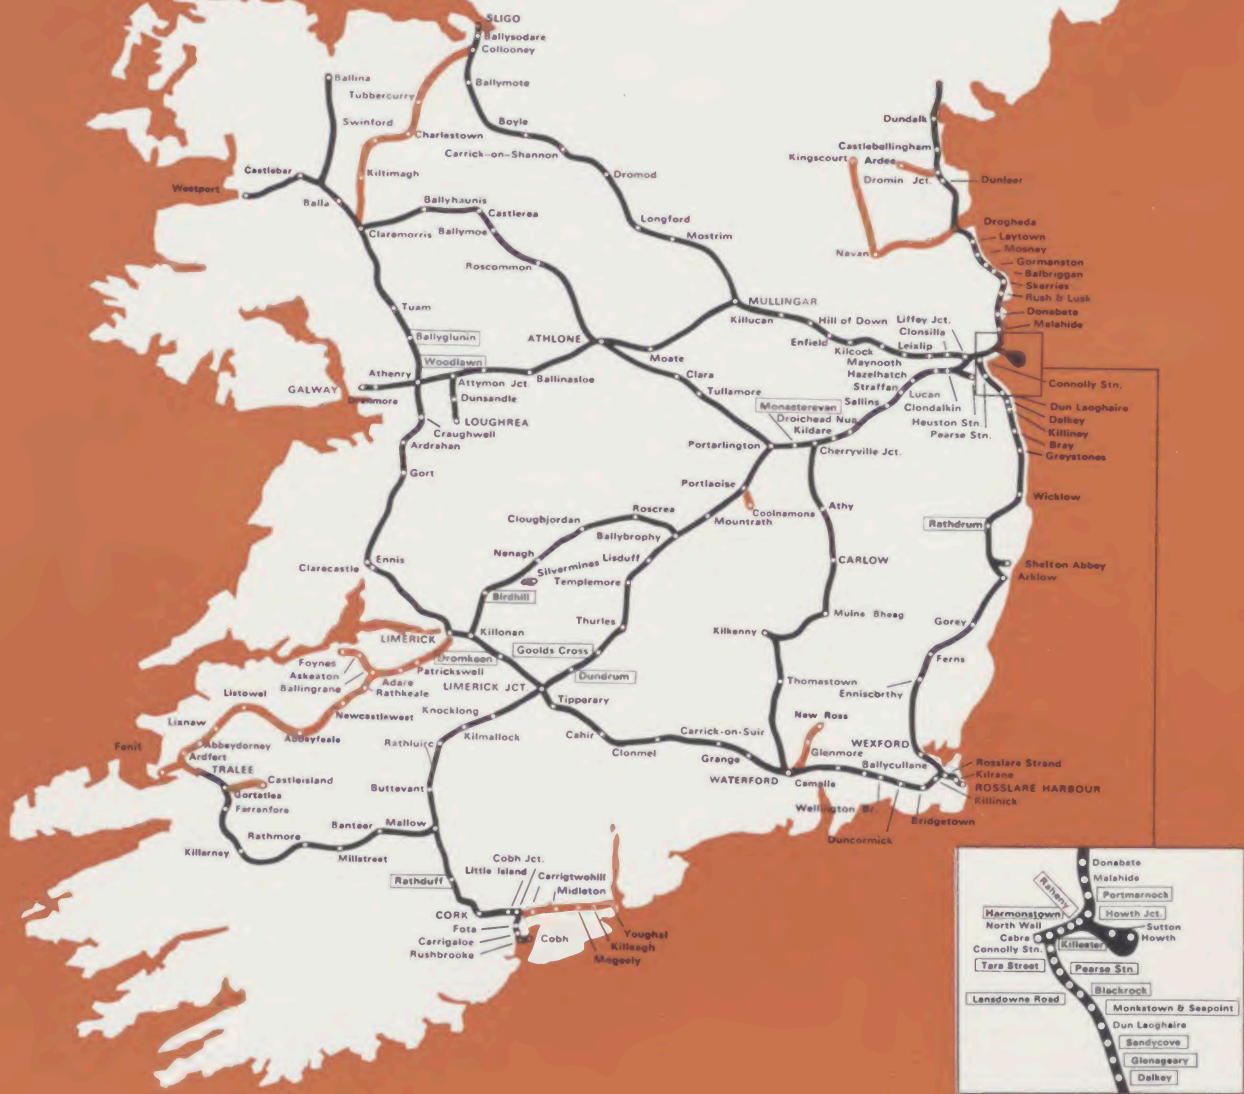 SLIGO
Ballysodare
Collooney
Ballina
Ballymote
Tubbercurry
Swinford
Charlestown
Boyle
Carrick-on-Shannon
Dundalk
Castlebellingham
Kingscourt
Ardee
Dromin Jct.
Dunleer
Castlebar
Kiltimagh
Dromod
Westport
Balla
Ballyhaunis
Castlerea
Claremorris
Ballymoe
Longford
Mostrim
Drogheda
Laytown
Mosney
Navan
Gormanston
Roscommon
Balbriggan
Skerries
Rush & Lusk
Tuam
MULLINGAR
Donabate
Killucan
Hill of Down
Liffey Jct.
Malahide
Clonsilla
Ballyglunin
ATHLONE
Enfield
Leixlip
Kilcock
Woodlawn
Moate
Maynooth
Athenry
Clara
Hazelhatch
GALWAY
Attymon Jct.
Ballinasloe
Straffan
Connolly Stn.
Oranmore
Dunsandle
Tullamore
Sallins
Lucan
Clondalkin
Dun Laoghaire
Monasterevan
LOUGHREA
Droichead Nua
Heuston Stn.
Dalkey
Craughwell
Kildare
Pearse Stn.
Killiney
Ardrahan
Portarlington
Cherryville Jct.
Bray
Greystones
Gort
Portlaoise
Wicklow
Coolnamona
Athy
Roscrea
Cloughjordan
Mountrath
Rathdrum
Ballybrophy
Nenagh
Lisduff
Ennis
Clarecastle
Silvermines
CARLOW
Shelton Abbey
Templemore
Arklow
Birdhill
Muine Bheag
Thurles
Gorey
LIMERICK
Killonan
Kilkenny
Goolds Cross
Foynes
Dromkeen
Ferns
Askeaton
Patrickswell
Dundrum
Ballingrane
Adare
LIMERICK JCT.
Thomastown
Rathkeale
Enniscorthy
Listowel
Tipperary
Newcastlewest
Knocklong
New Ross
Lixnaw
Abbeyfeale
Kilmallock
Cahir
Carrick-on-Suir
Fenit
Abbeydorney
Rathluirc
Clonmel
Glenmore
WEXFORD
Ardfert
Grange
Ballycullane
Rosslare Strand
TRALEE
WATERFORD
Campile
Kilrane
Castleisland
Buttevant
ROSSLARE HARBOUR
Gortatlea
Killinick
Farranfore
Wellington Br.
Bridgetown
Banteer
Mallow
Rathmore
Duncormick
Killarney
Millstreet
Cobh Jct.
Little Island
Carrigtwohill
Rathduff
Midleton
CORK
Fota
Youghal
Carrigaloe
Cobh
Killeagh
Rushbrooke
Mogeely
Donabate
Malahide
Raheny
Portmarnock
Harmonstown
Howth Jct.
North Wall
Sutton
Cabra
Howth
Connolly Stn.
Killester
Tara Street
Pearse Stn.
Blackrock
Lansdowne Road
Monkstown & Seapoint
Dun Laoghaire
Sandycove
Glenageary
Dalkey